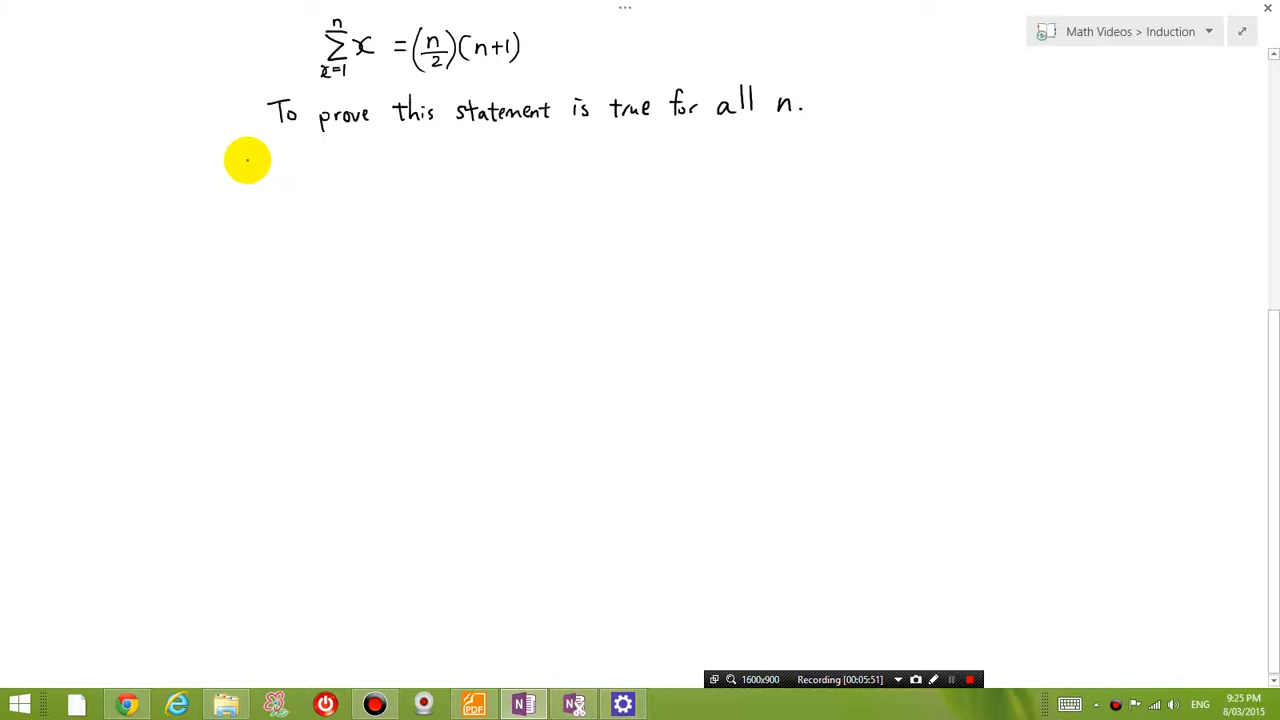 ...
Math Videos > Induction
n
∑ x = (n/2)(n+1)
x=1
To prove this statement is true for all n.
1600x900 Recording [00:05:51]
PDF
N N
ENG 9:25 PM
8/03/2015